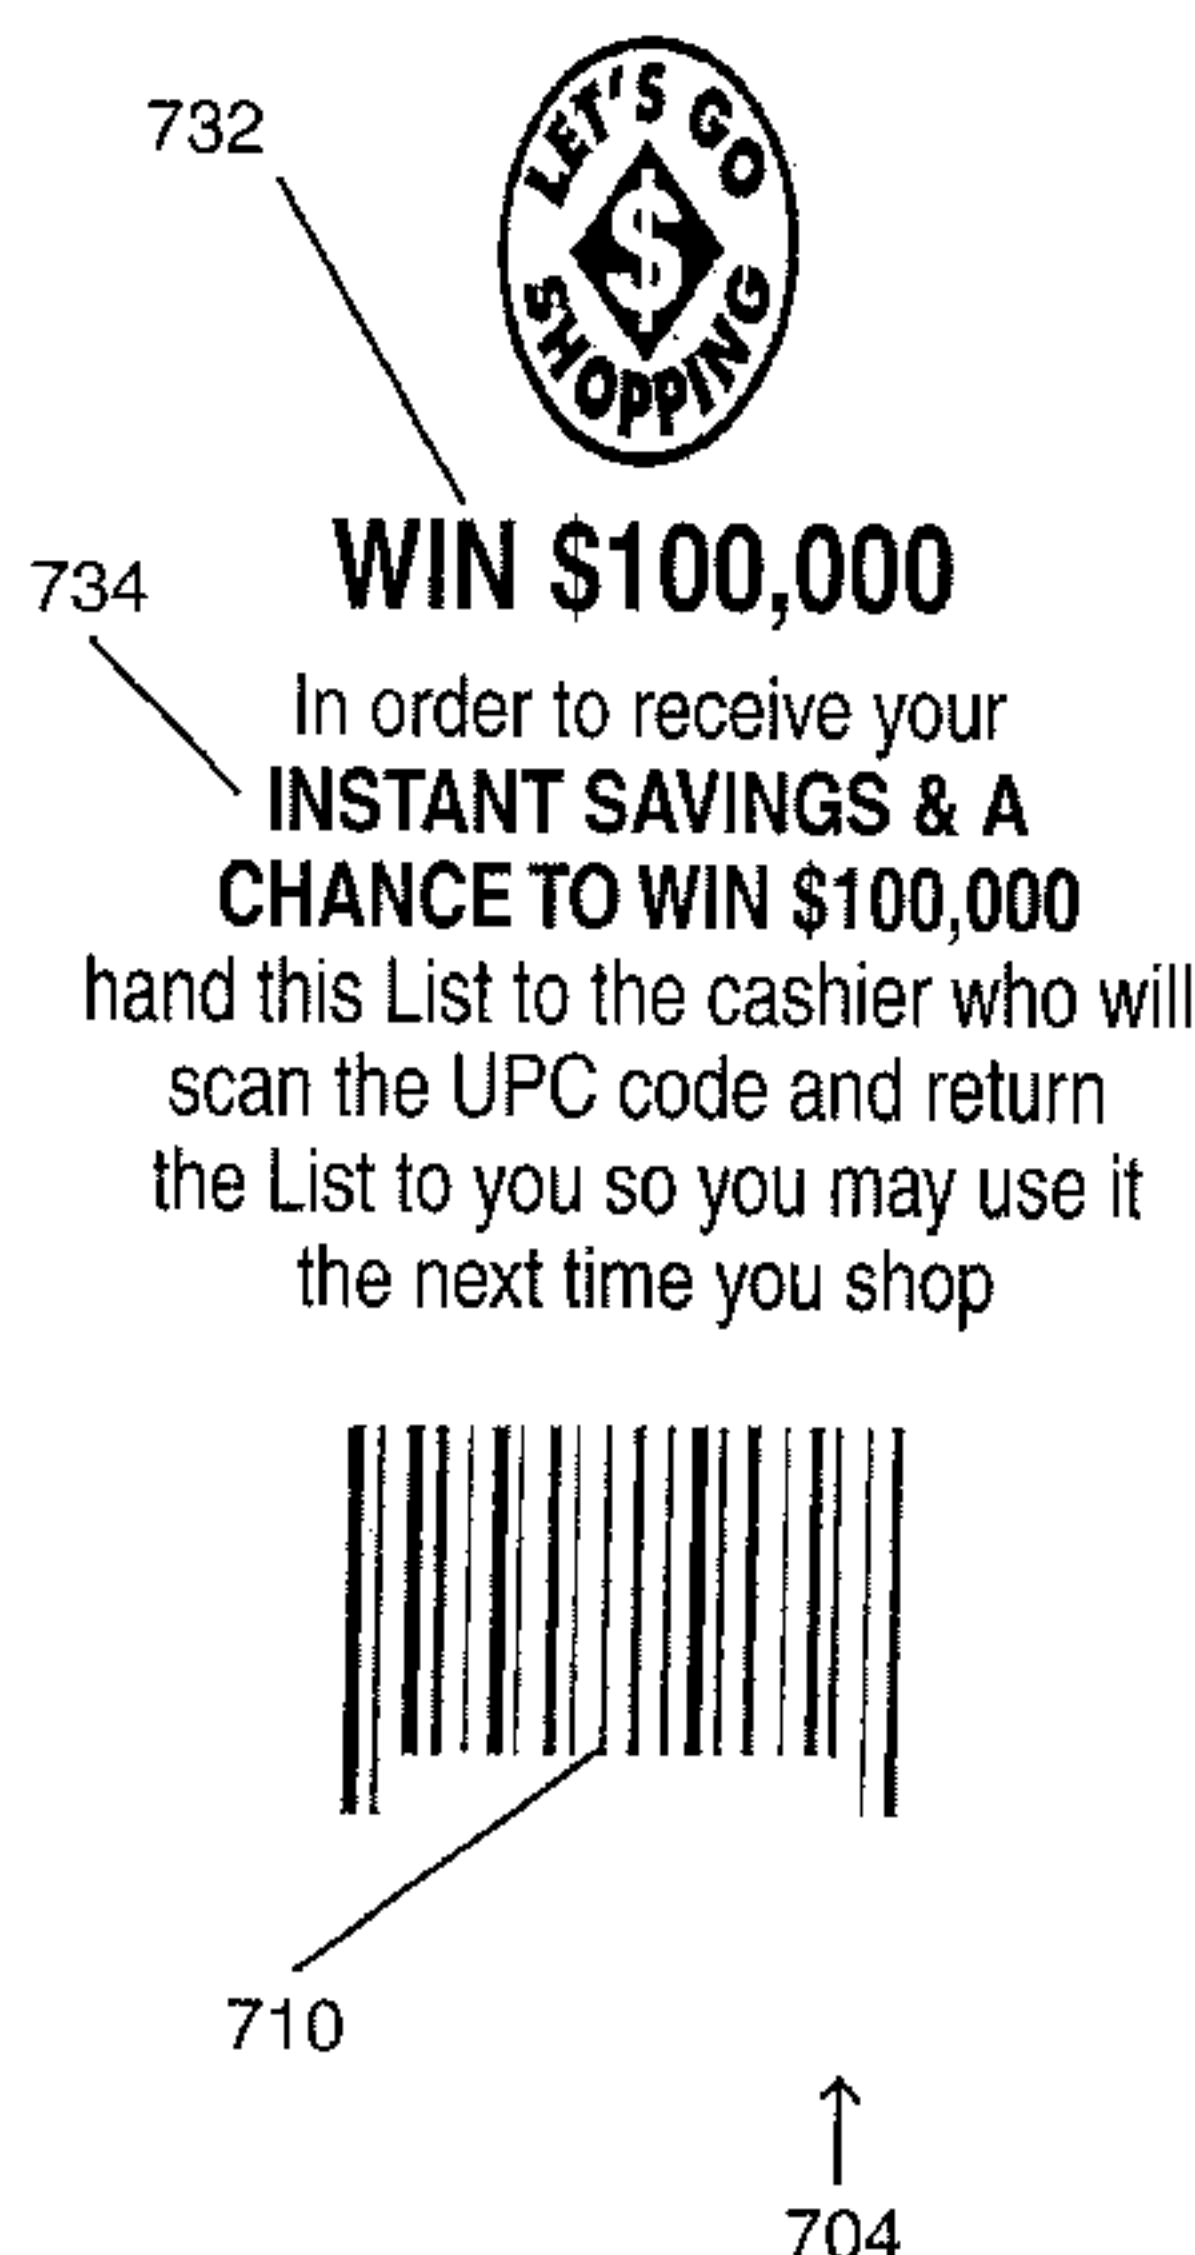 732
LET'S GO
$
SHOPPING
WIN $100,000
734
In order to receive your
INSTANT SAVINGS & A
CHANCE TO WIN $100,000
hand this List to the cashier who will
scan the UPC code and return
the List to you so you may use it
the next time you shop
710
704